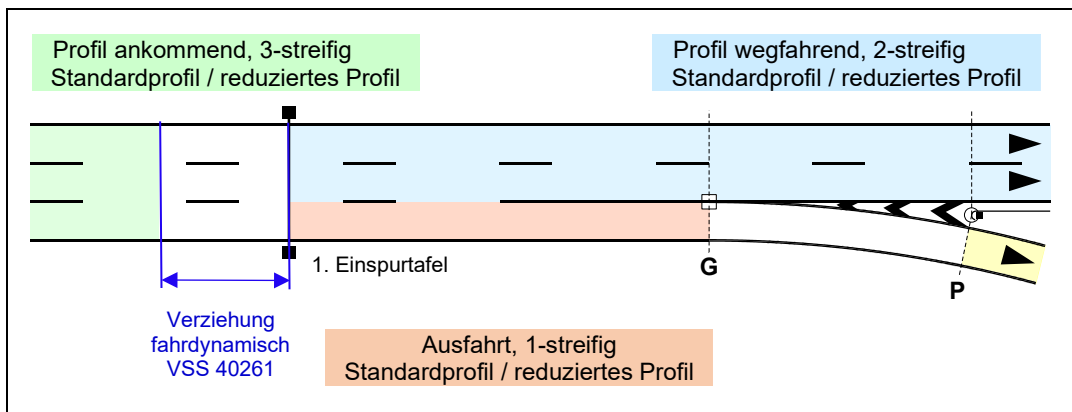 Profil ankommend, 3-streifig
Standardprofil / reduziertes Profil
Profil wegfahrend, 2-streifig
Standardprofil / reduziertes Profil
1. Einspurtafel
G
P
Verziehung
fahrdynamisch
VSS 40261
Ausfahrt, 1-streifig
Standardprofil / reduziertes Profil